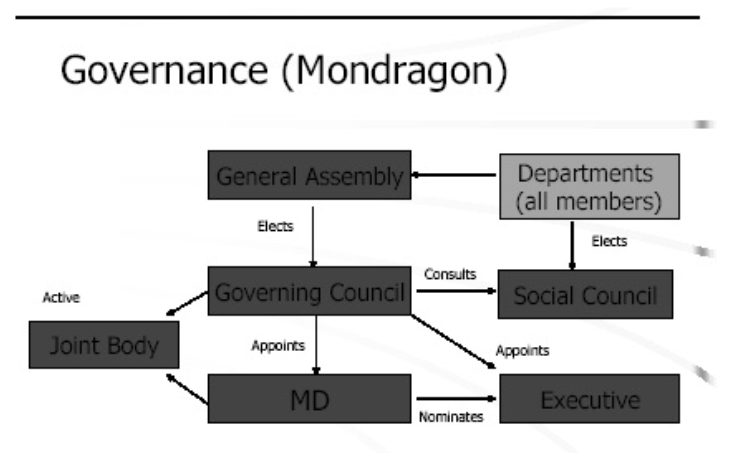 Governance (Mondragon)
General Assembly
Departments
(all members)
Elects
Elects
Governing Council
Consults
Social Council
Active
Joint Body
Appoints
Appoints
MD
Nominates
Executive